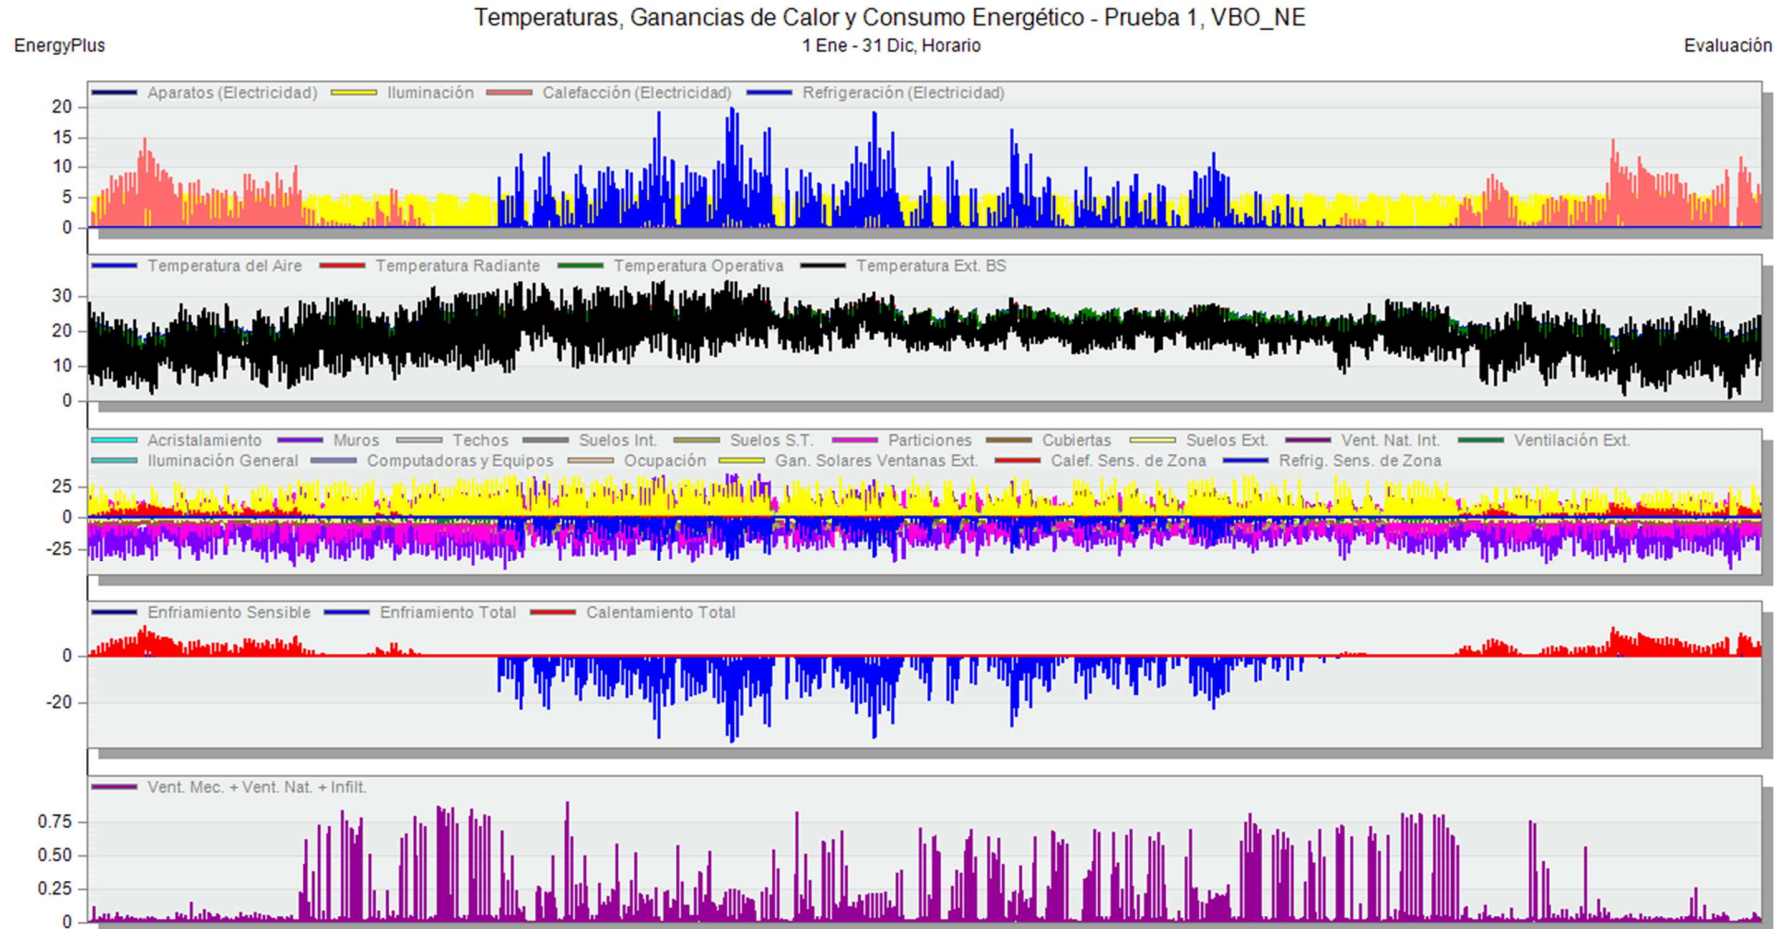 Temperaturas, Ganancias de Calor y Consumo Energético - Prueba 1, VBO_NE
EnergyPlus 1 Ene - 31 Dic, Horario Evaluación
Aparatos (Electricidad) Iluminación Calefacción (Electricidad) Refrigeración (Electricidad)
20
15
10
5
0
Temperatura del Aire Temperatura Radiante Temperatura Operativa Temperatura Ext. BS
30
20
10
0
Acristalamiento Muros Techos Suelos Int. Suelos S.T. Particiones Cubiertas Suelos Ext. Vent. Nat. Int. Ventilación Ext.
Iluminación General Computadoras y Equipos Ocupación Gan. Solares Ventanas Ext. Calef. Sens. de Zona Refrig. Sens. de Zona
25
0
-25
Enfriamiento Sensible Enfriamiento Total Calentamiento Total
0
-20
Vent. Mec. + Vent. Nat. + Infilt.
0.75
0.50
0.25
0